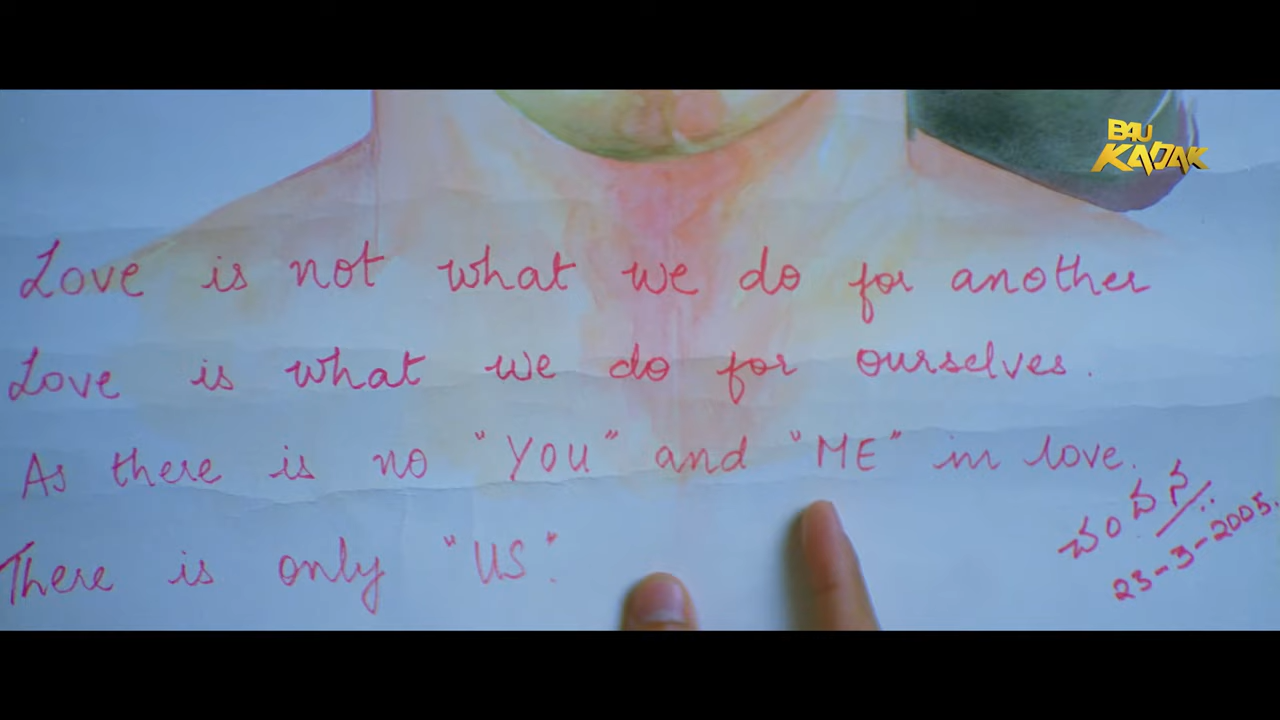 B4U
KADAK
Love is not what we do for another
Love is what we do for ourselves.
As there is no "YOU" and "ME" in love.
There is only "US".
చందన
23-3-2005.